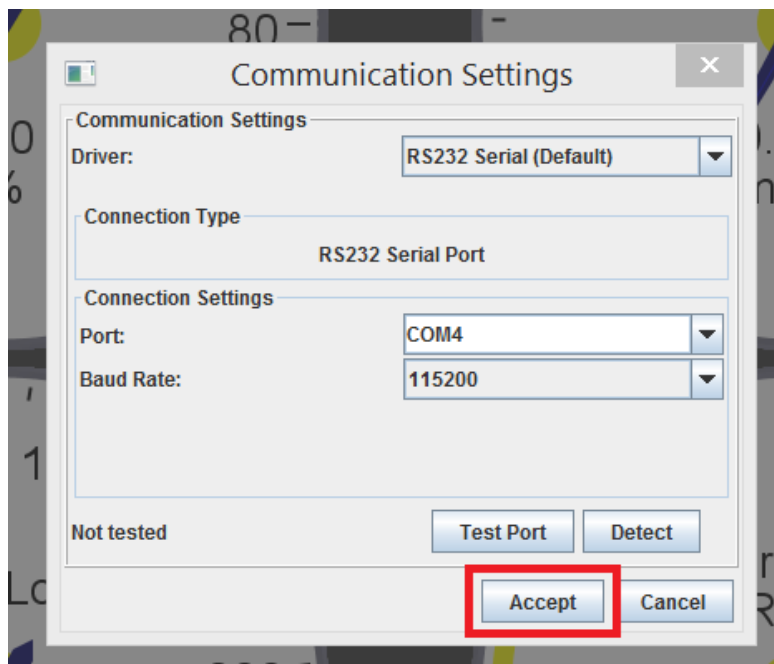 80
Communication Settings
Communication Settings
Driver: RS232 Serial (Default)
Connection Type
RS232 Serial Port
Connection Settings
Port: COM4
Baud Rate: 115200
1
Not tested Test Port Detect
Accept Cancel